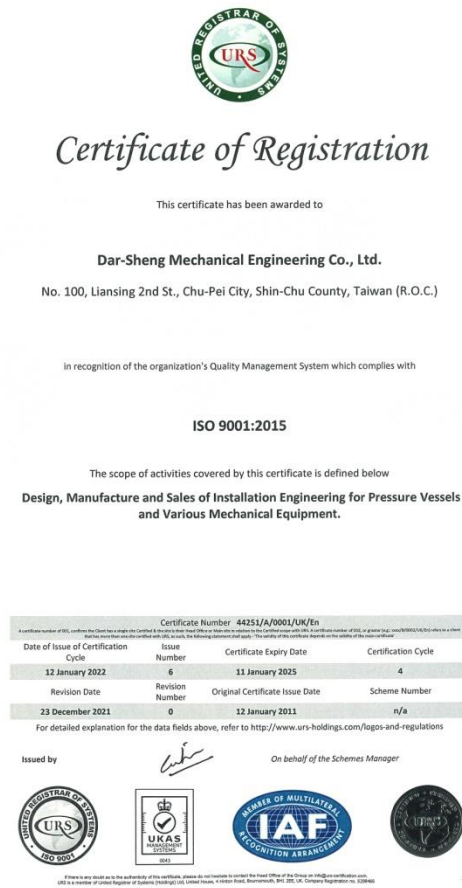 UNITED REGISTRAR OF SYSTEMS
URS
Certificate of Registration
This certificate has been awarded to
Dar-Sheng Mechanical Engineering Co., Ltd.
No. 100, Liansing 2nd St., Chu-Pei City, Shin-Chu County, Taiwan (R.O.C.)
in recognition of the organization's Quality Management System which complies with
ISO 9001:2015
The scope of activities covered by this certificate is defined below
Design, Manufacture and Sales of Installation Engineering for Pressure Vessels
and Various Mechanical Equipment.
Certificate Number 44251/A/0001/UK/En
Date of Issue of Certification Cycle Issue Number Certificate Expiry Date Certification Cycle
12 January 2022 6 11 January 2025 4
Revision Date Revision Number Original Certificate Issue Date Scheme Number
23 December 2021 0 12 January 2011 n/a
For detailed explanation for the data fields above, refer to http://www.urs-holdings.com/logos-and-regulations
Issued by On behalf of the Schemes Manager
UNITED REGISTRAR OF SYSTEMS
URS
ISO 9001
UKAS
MANAGEMENT
SYSTEMS
0043
MEMBER OF MULTILATERAL
IAF
RECOGNITION ARRANGEMENT
URS